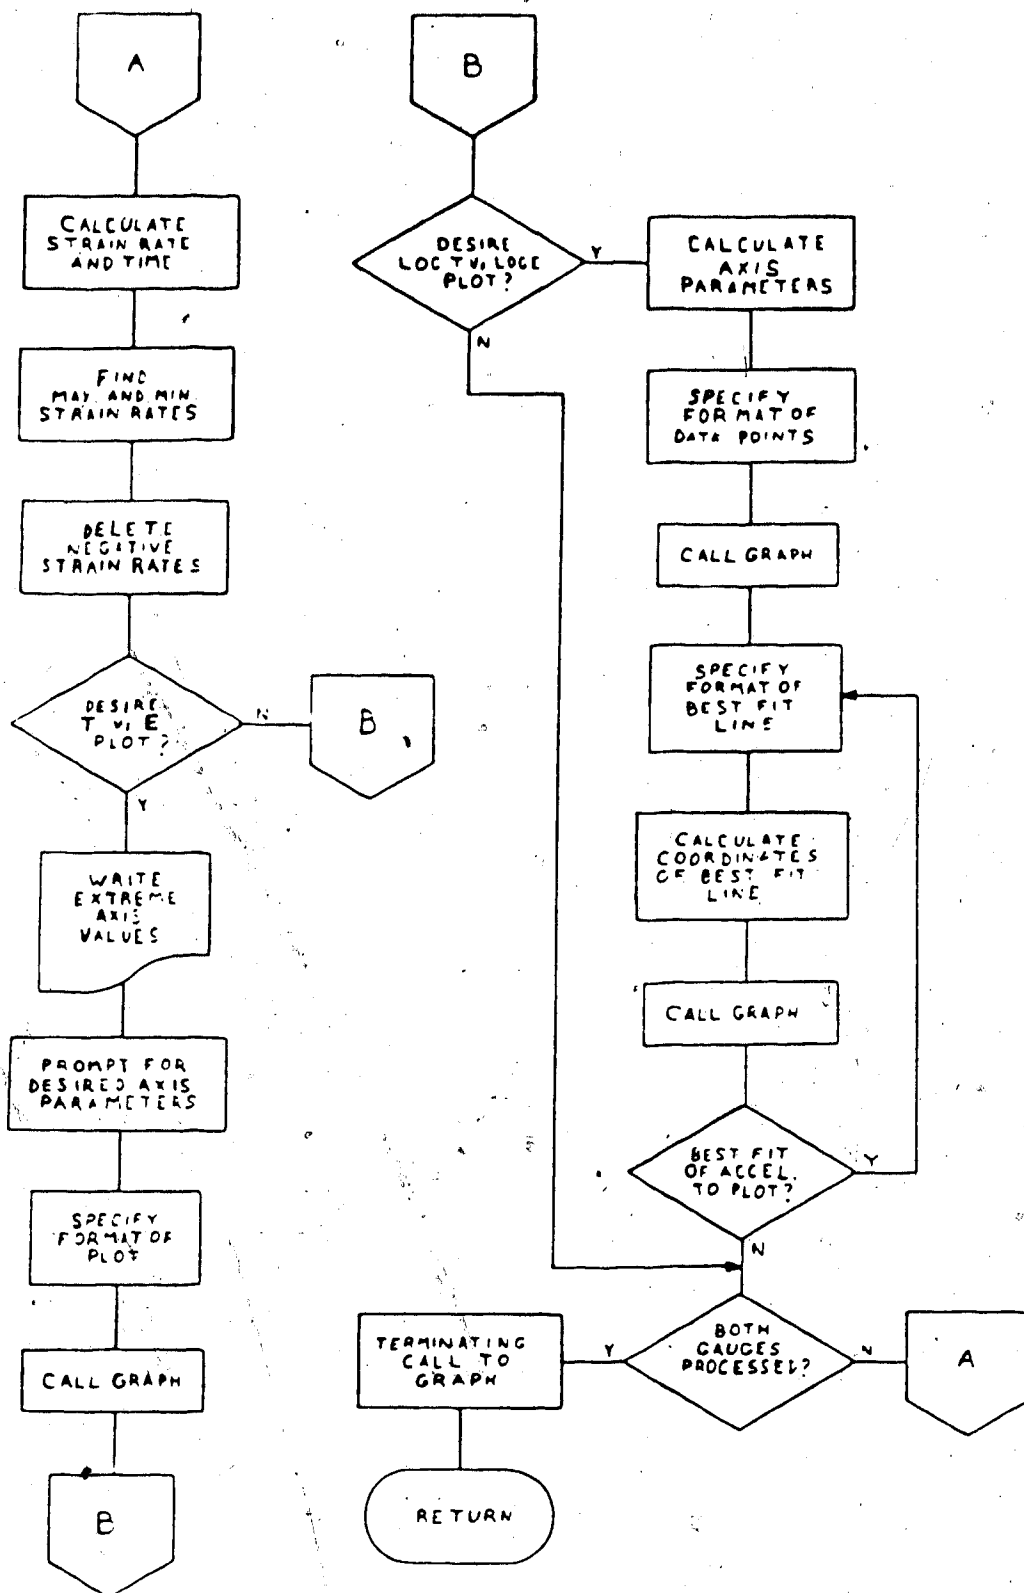 A
CALCULATE
STRAIN RATE
AND TIME
FIND
MAX. AND MIN.
STRAIN RATES
DELETE
NEGATIVE
STRAIN RATES
DESIRE
T vs E
PLOT?
N
B
Y
WRITE
EXTREME
AXIS
VALUES
PROMPT FOR
DESIRED AXIS
PARAMETERS
SPECIFY
FORMAT OF
PLOT
CALL GRAPH
B
B
DESIRE
LOG T vs LOG E
PLOT?
Y
N
CALCULATE
AXIS
PARAMETERS
SPECIFY
FORMAT OF
DATA POINTS
CALL GRAPH
SPECIFY
FORMAT OF
BEST FIT
LINE
CALCULATE
COORDINATES
OF BEST FIT
LINE
CALL GRAPH
BEST FIT
OF ACCEL.
TO PLOT?
Y
N
BOTH
GAUGES
PROCESSED?
N
A
Y
TERMINATING
CALL TO
GRAPH
RETURN